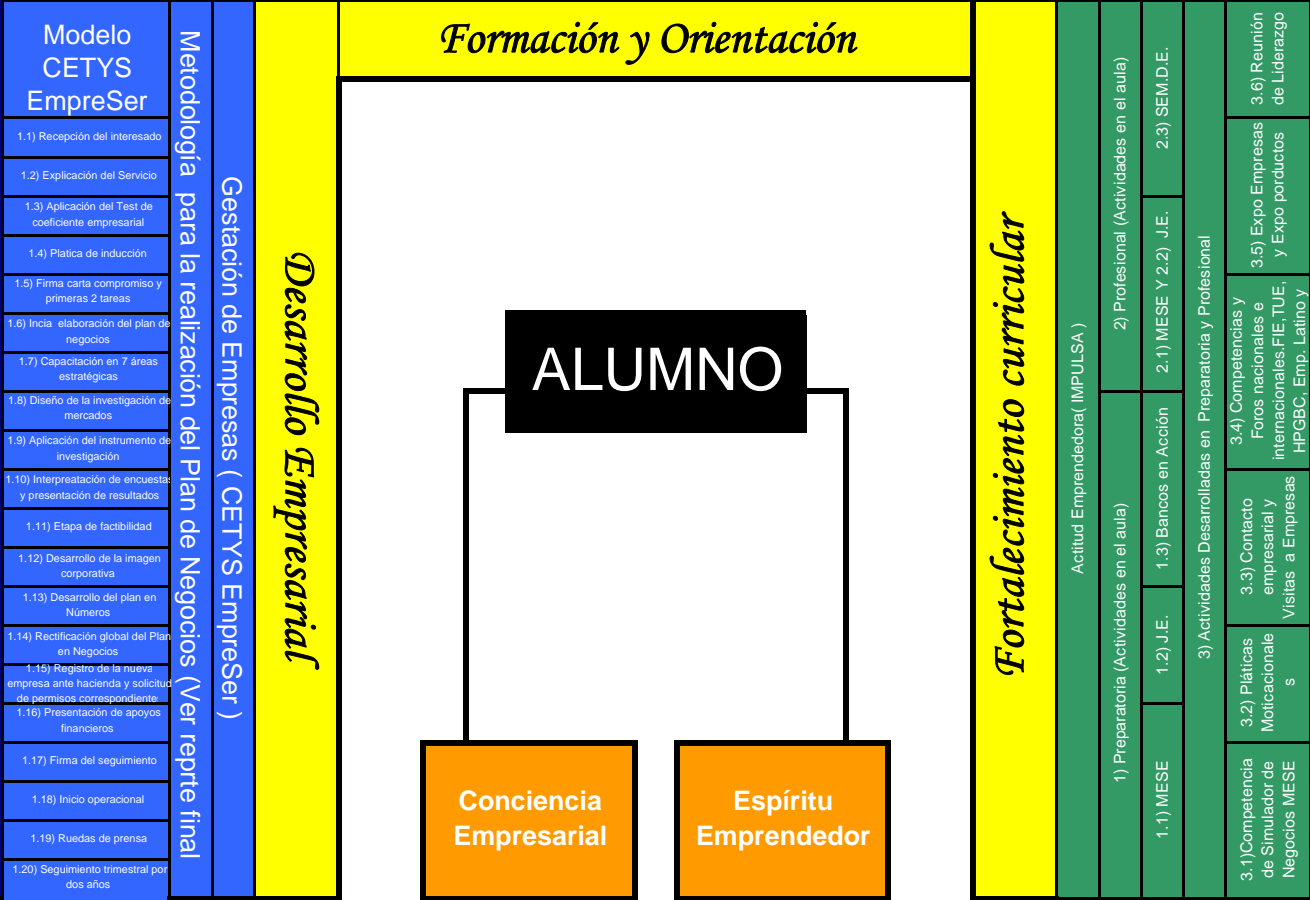 Modelo
CETYS
EmpreSer
1.1) Recepción del interesado
1.2) Explicación del Servicio
1.3) Aplicación del Test de
coeficiente empresarial
1.4) Platica de inducción
1.5) Firma carta compromiso y
primeras 2 tareas
1.6) Incia elaboración del plan de
negocios
1.7) Capacitación en 7 áreas
estratégicas
1.8) Diseño de la investigación de
mercados
1.9) Aplicación del instrumento de
investigación
1.10) Interpreatación de encuestas
y presentación de resultados
1.11) Etapa de factibilidad
1.12) Desarrollo de la imagen
corporativa
1.13) Desarrollo del plan en
Números
1.14) Rectificación global del Plan
en Negocios
1.15) Registro de la nueva
empresa ante hacienda y solicitud
de permisos correspondiente
1.16) Presentación de apoyos
financieros
1.17) Firma del seguimiento
1.18) Inicio operacional
1.19) Ruedas de prensa
1.20) Seguimiento trimestral por
dos años
Metodología para la realización del Plan de Negocios (Ver reprte final
Gestación de Empresas ( CETYS EmpreSer )
Desarrollo Empresarial
Formación y Orientación
ALUMNO
Conciencia
Empresarial
Espíritu
Emprendedor
Fortalecimiento curricular
Actitud Emprendedora( IMPULSA )
1) Preparatoria (Actividades en el aula)
2) Profesional (Actividades en el aula)
1.1) MESE
1.2) J.E.
1.3) Bancos en Acción
2.1) MESE Y 2.2) J.E.
2.3) SEM.D.E.
3) Actividades Desarrolladas en Preparatoria y Profesional
3.1)Competencia
de Simulador de
Negocios MESE
3.2) Pláticas
Moticacionale
s
3.3) Contacto
empresarial y
Visitas a Empresas
3.4) Competencias y
Foros nacionales e
internacionales.FIE,TUE,
HPGBC, Emp. Latino y
3.5) Expo Empresas
y Expo porductos
3.6) Reunión
de Liderazgo